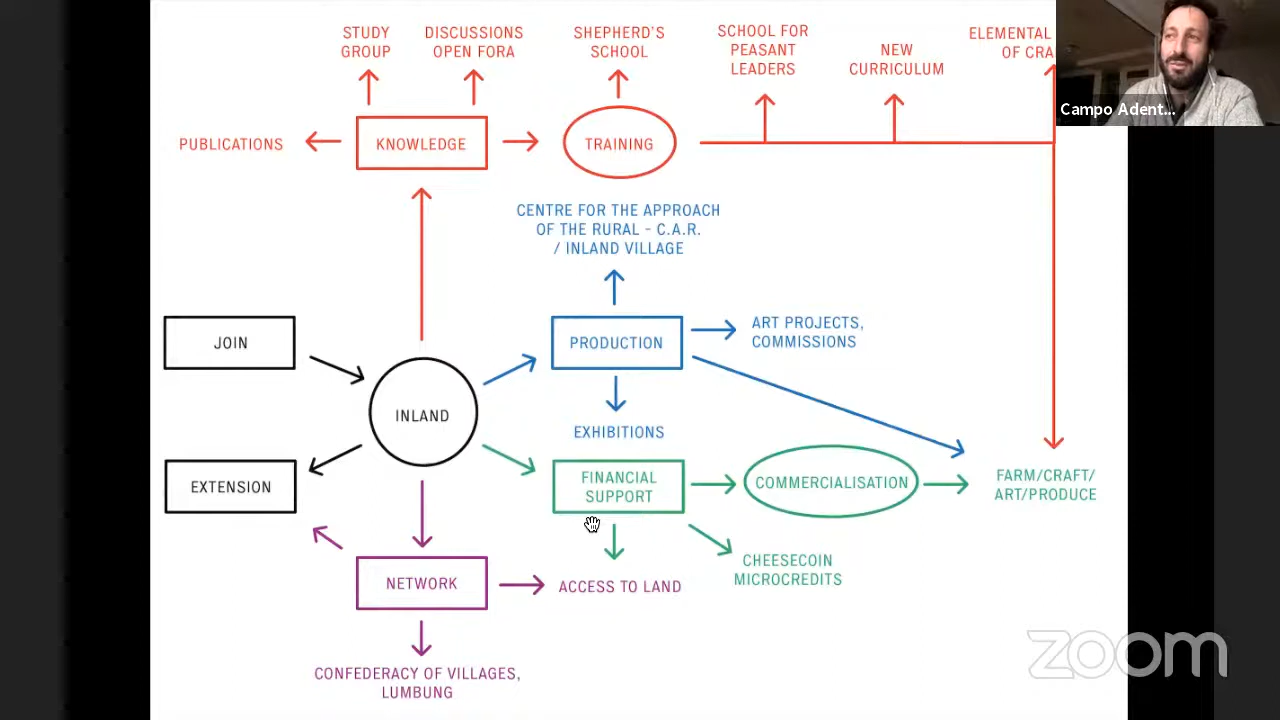 STUDY
GROUP
DISCUSSIONS
OPEN FORA
SHEPHERD'S
SCHOOL
SCHOOL FOR
PEASANT
LEADERS
NEW
CURRICULUM
ELEMENTAL
OF CRA
Campo Adent...
PUBLICATIONS
KNOWLEDGE
TRAINING
CENTRE FOR THE APPROACH
OF THE RURAL - C.A.R.
/ INLAND VILLAGE
JOIN
PRODUCTION
ART PROJECTS,
COMMISSIONS
INLAND
EXHIBITIONS
EXTENSION
FINANCIAL
SUPPORT
COMMERCIALISATION
FARM/CRAFT/
ART/PRODUCE
CHEESECOIN
MICROCREDITS
NETWORK
ACCESS TO LAND
CONFEDERACY OF VILLAGES,
LUMBUNG
zoom